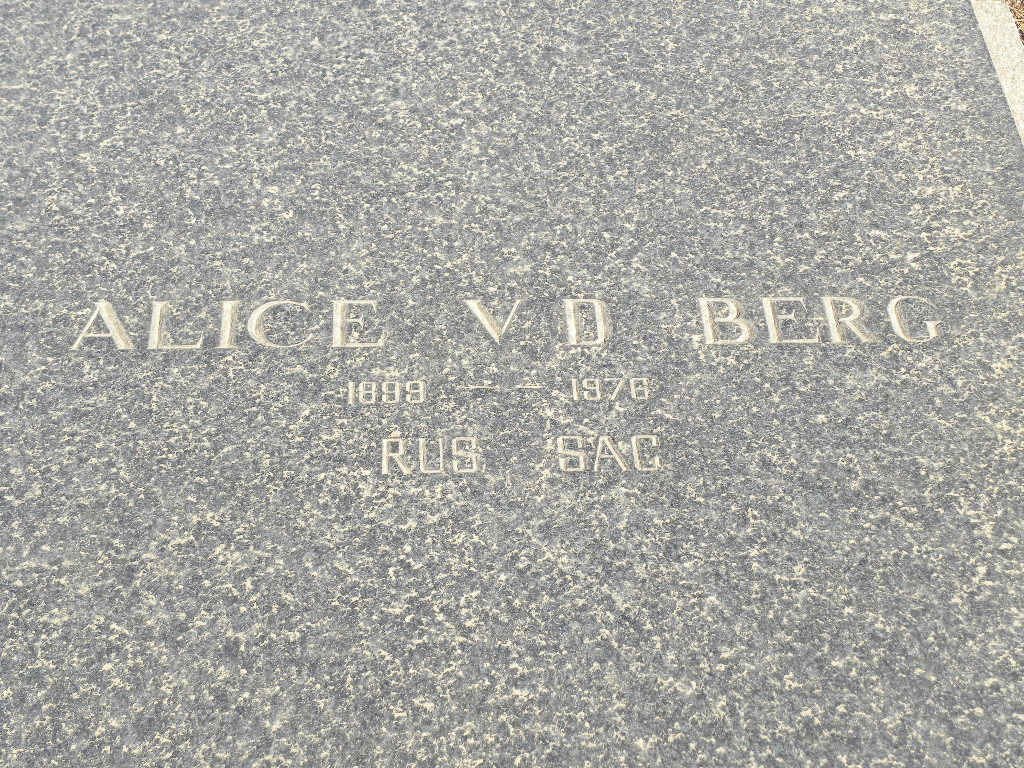 ALICE V D BERG
1899 - - 1976
RUS SAG